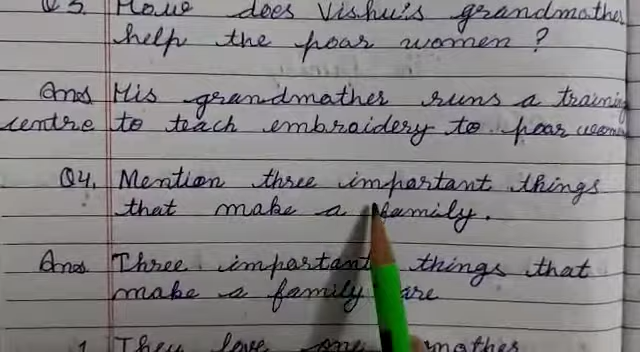 Q3. How does Vishu's grandmother
help the poor women?
Ans His grandmother runs a training
centre to teach embroidery to poor women
Q4. Mention three important things
that make a family.
Ans Three important things that
make a family are
1. They love one mother